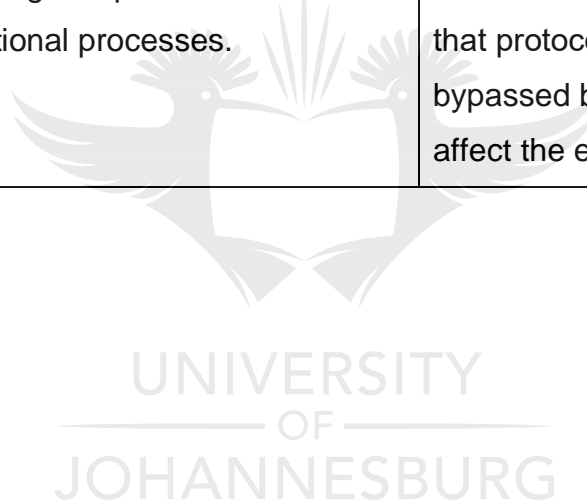 tional processes.
that protoc
bypassed b
affect the e
UNIVERSITY
OF
JOHANNESBURG